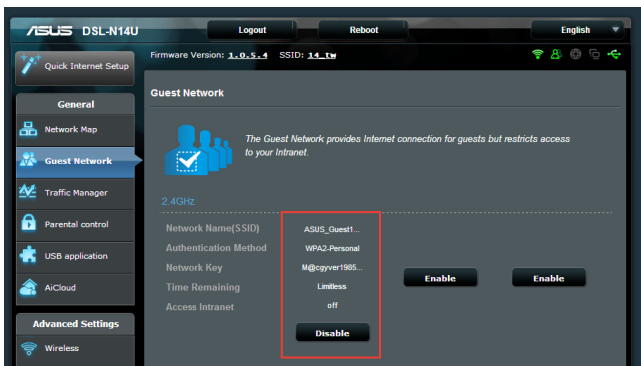 ASUS DSL-N14U
Logout
Reboot
English
Quick Internet Setup
Firmware Version: 1.0.5.4 SSID: 14_tw
General
Network Map
Guest Network
Traffic Manager
Parental control
USB application
AiCloud
Advanced Settings
Wireless
Guest Network
The Guest Network provides Internet connection for guests but restricts access
to your Intranet.
2.4GHz
Network Name(SSID) ASUS_Guest1...
Authentication Method WPA2-Personal
Network Key M@cgyver1985...
Time Remaining Limitless
Access Intranet off
Disable
Enable
Enable